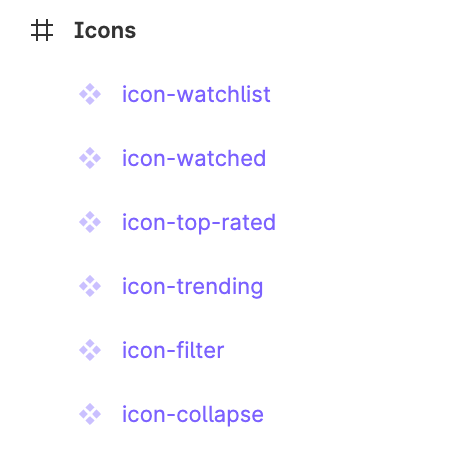 Icons
icon-watchlist
icon-watched
icon-top-rated
icon-trending
icon-filter
icon-collapse